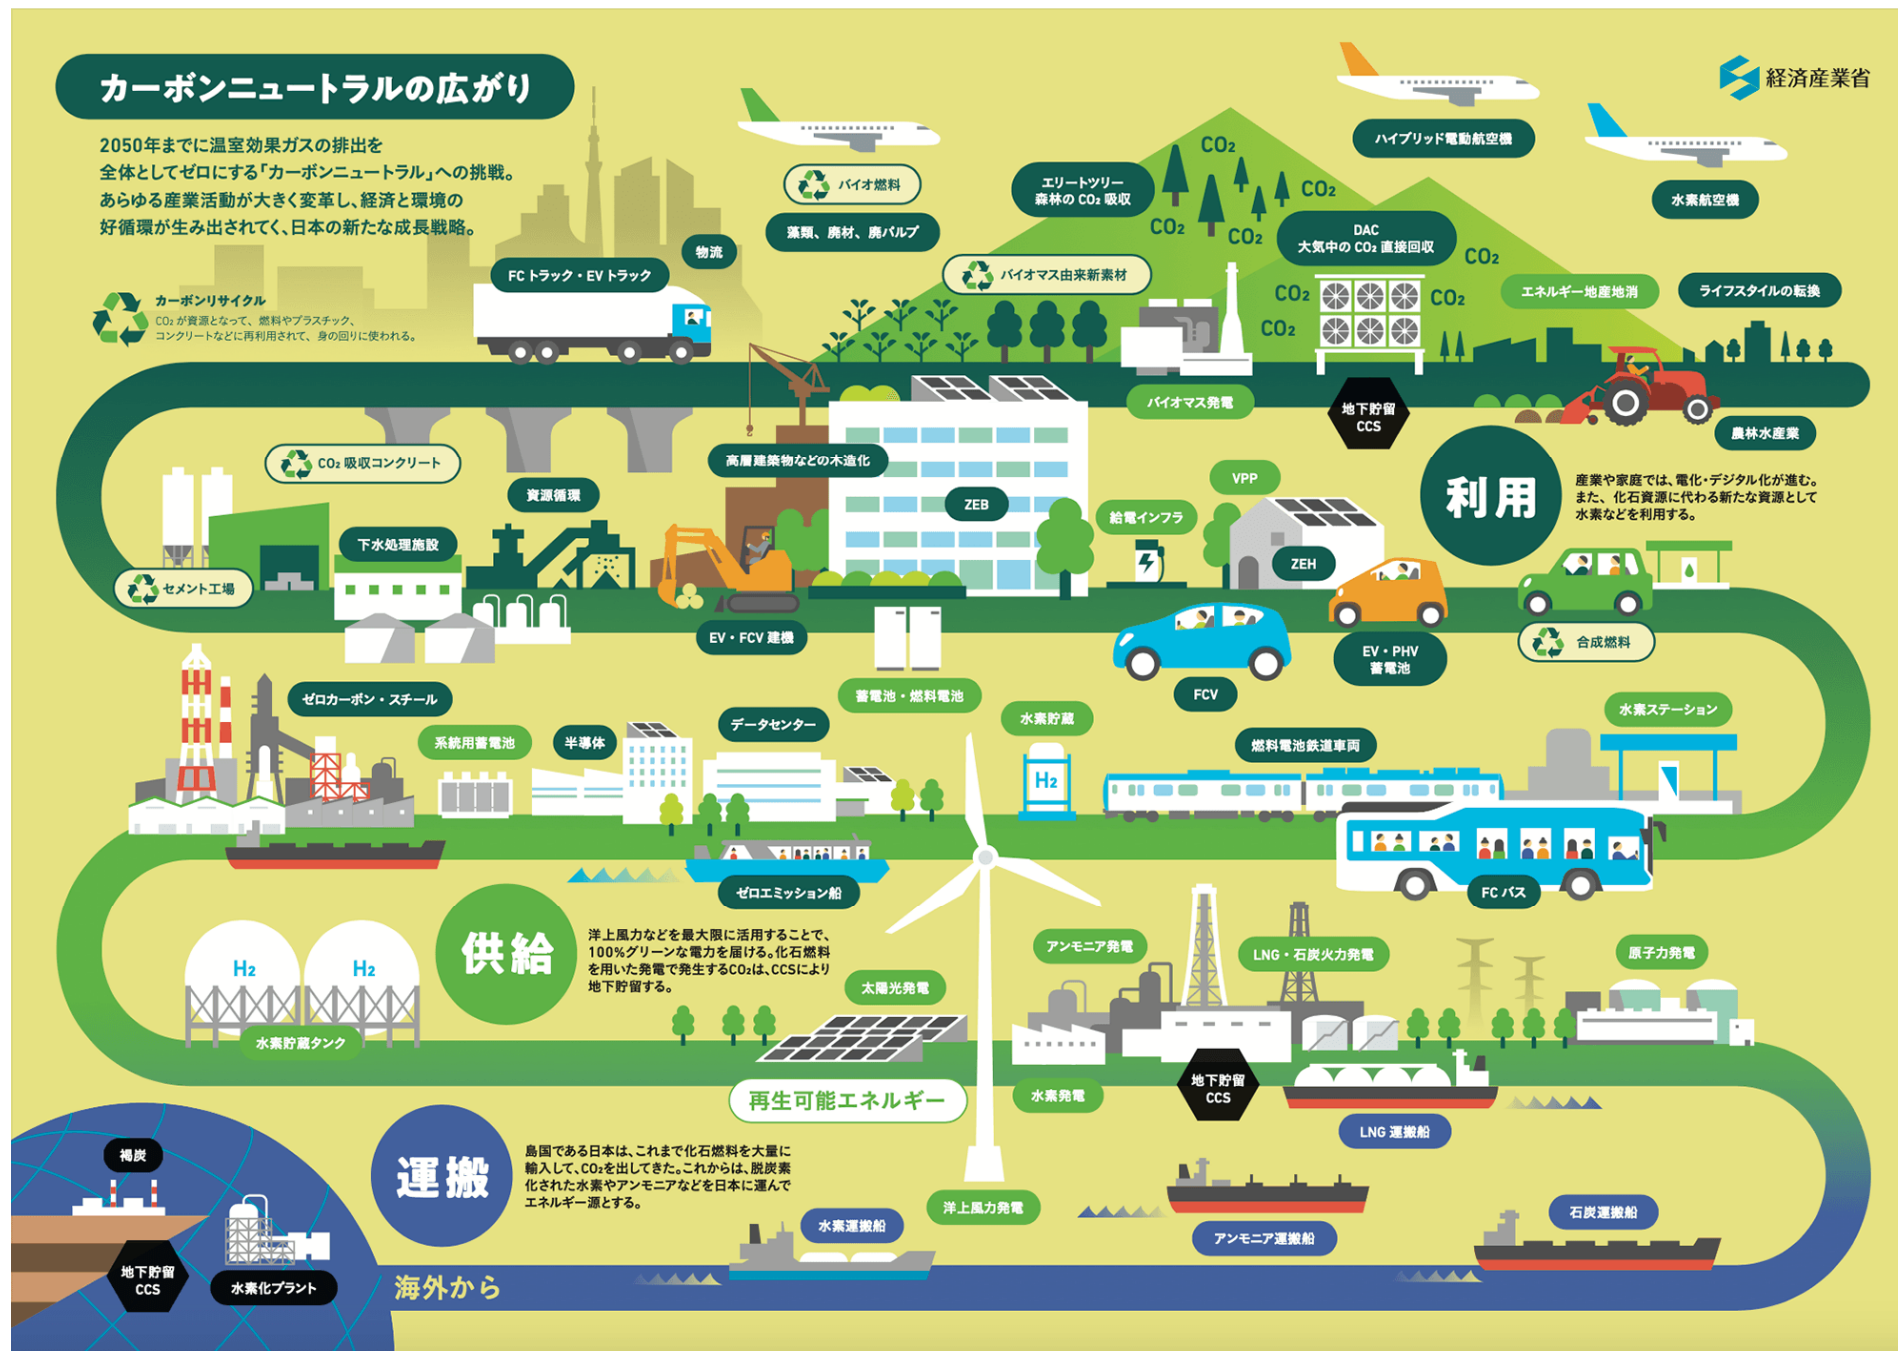 カーボンニュートラルの広がり
経済産業省
2050年までに温室効果ガスの排出を
全体としてゼロにする「カーボンニュートラル」への挑戦。
あらゆる産業活動が大きく変革し、経済と環境の
好循環が生み出されてく、日本の新たな成長戦略。
カーボンリサイクル
CO₂が資源となって、燃料やプラスチック、
コンクリートなどに再利用されて、身の回りに使われる。
FCトラック・EVトラック
物流
バイオ燃料
藻類、廃材、廃パルプ
ハイブリッド電動航空機
水素航空機
エリートツリー
森林のCO₂吸収
CO₂
CO₂
CO₂
CO₂
DAC
大気中のCO₂直接回収
CO₂
CO₂
CO₂
CO₂
バイオマス由来新素材
エネルギー地産地消
ライフスタイルの転換
バイオマス発電
地下貯留
CCS
農林水産業
CO₂吸収コンクリート
資源循環
高層建築物などの木造化
ZEB
給電インフラ
VPP
ZEH
利用
産業や家庭では、電化・デジタル化が進む。
また、化石資源に代わる新たな資源として
水素などを利用する。
セメント工場
下水処理施設
EV・FCV建機
蓄電池・燃料電池
FCV
EV・PHV
蓄電池
合成燃料
ゼロカーボン・スチール
系統用蓄電池
半導体
データセンター
水素貯蔵
H₂
燃料電池鉄道車両
水素ステーション
ゼロエミッション船
FCバス
H₂
H₂
水素貯蔵タンク
供給
洋上風力などを最大限に活用することで、
100%グリーンな電力を届ける。化石燃料
を用いた発電で発生するCO₂は、CCSにより
地下貯留する。
太陽光発電
再生可能エネルギー
アンモニア発電
LNG・石炭火力発電
原子力発電
水素発電
地下貯留
CCS
LNG運搬船
洋上風力発電
運搬
島国である日本は、これまで化石燃料を大量に
輸入して、CO₂を出してきた。これからは、脱炭素
化された水素やアンモニアなどを日本に運んで
エネルギー源とする。
褐炭
地下貯留
CCS
水素化プラント
海外から
水素運搬船
アンモニア運搬船
石炭運搬船